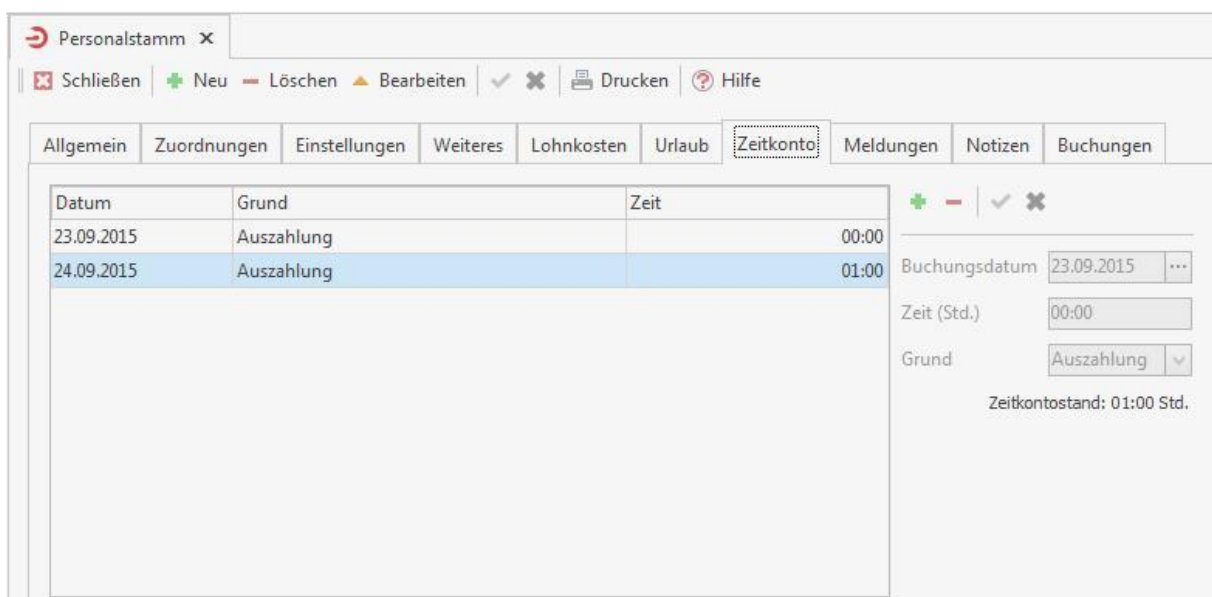 Personalstamm
Schließen Neu Löschen Bearbeiten Drucken Hilfe
Allgemein Zuordnungen Einstellungen Weiteres Lohnkosten Urlaub Zeitkonto Meldungen Notizen Buchungen
Datum Grund Zeit
23.09.2015 Auszahlung 00:00
24.09.2015 Auszahlung 01:00
Buchungsdatum 23.09.2015 ...
Zeit (Std.) 00:00
Grund Auszahlung
Zeitkontostand: 01:00 Std.